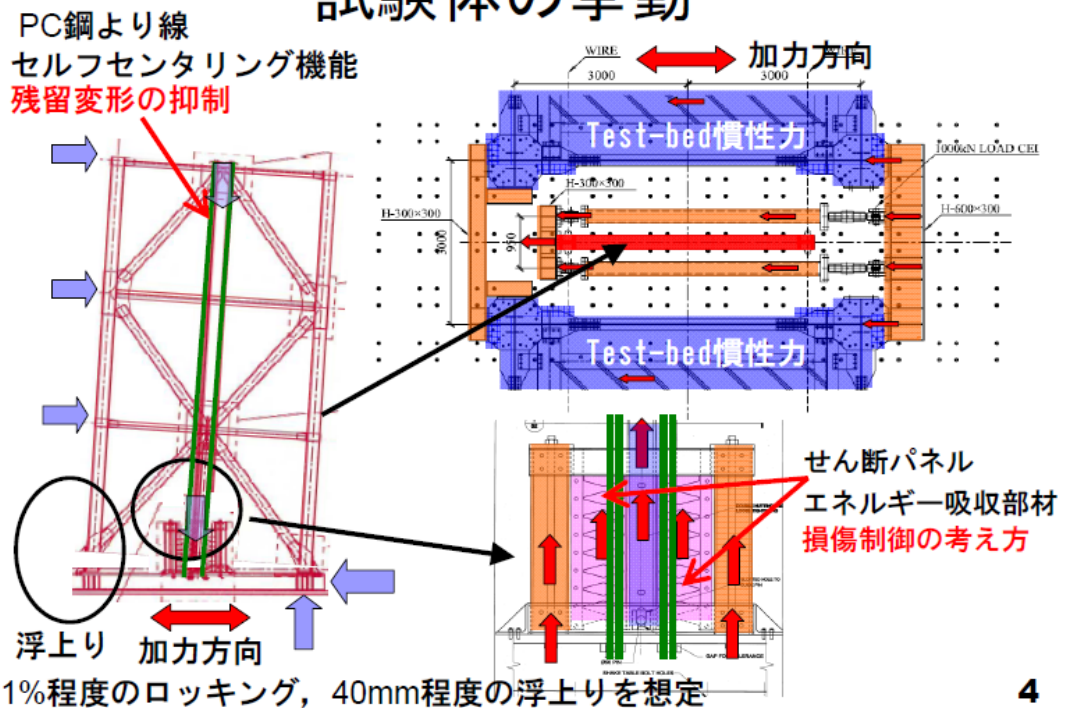 試験体の挙動
PC鋼より線
セルフセンタリング機能
残留変形の抑制
WIRE
加力方向
3000
3000
Test-bed慣性力
1000kN LOAD CEI
H-300×300
H-300×300
H-600×300
3000
950
Test-bed慣性力
せん断パネル
エネルギー吸収部材
損傷制御の考え方
浮上り
加力方向
SHAKE TABLE BOLT HOLES
1%程度のロッキング，40mm程度の浮上りを想定
4